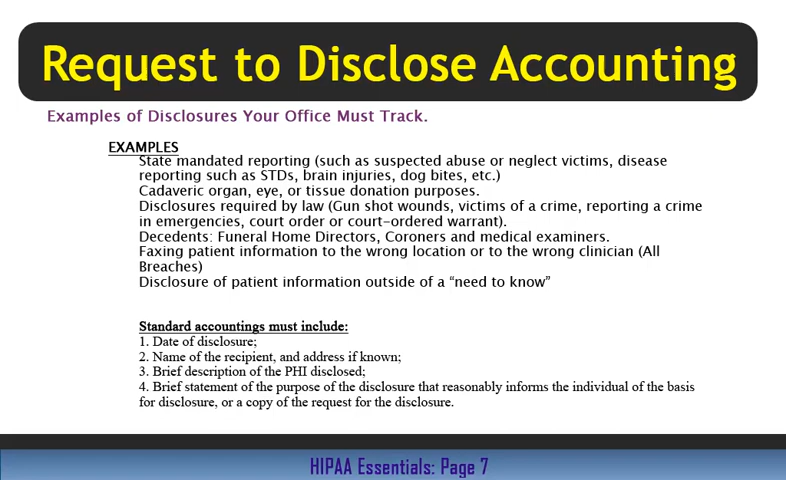 Request to Disclose Accounting
Examples of Disclosures Your Office Must Track.
EXAMPLES
State mandated reporting (such as suspected abuse or neglect victims, disease
reporting such as STDs, brain injuries, dog bites, etc.)
Cadaveric organ, eye, or tissue donation purposes.
Disclosures required by law (Gun shot wounds, victims of a crime, reporting a crime
in emergencies, court order or court-ordered warrant).
Decedents: Funeral Home Directors, Coroners and medical examiners.
Faxing patient information to the wrong location or to the wrong clinician (All
Breaches)
Disclosure of patient information outside of a “need to know”
Standard accountings must include:
1. Date of disclosure;
2. Name of the recipient, and address if known;
3. Brief description of the PHI disclosed;
4. Brief statement of the purpose of the disclosure that reasonably informs the individual of the basis
for disclosure, or a copy of the request for the disclosure.
HIPAA Essentials: Page 7